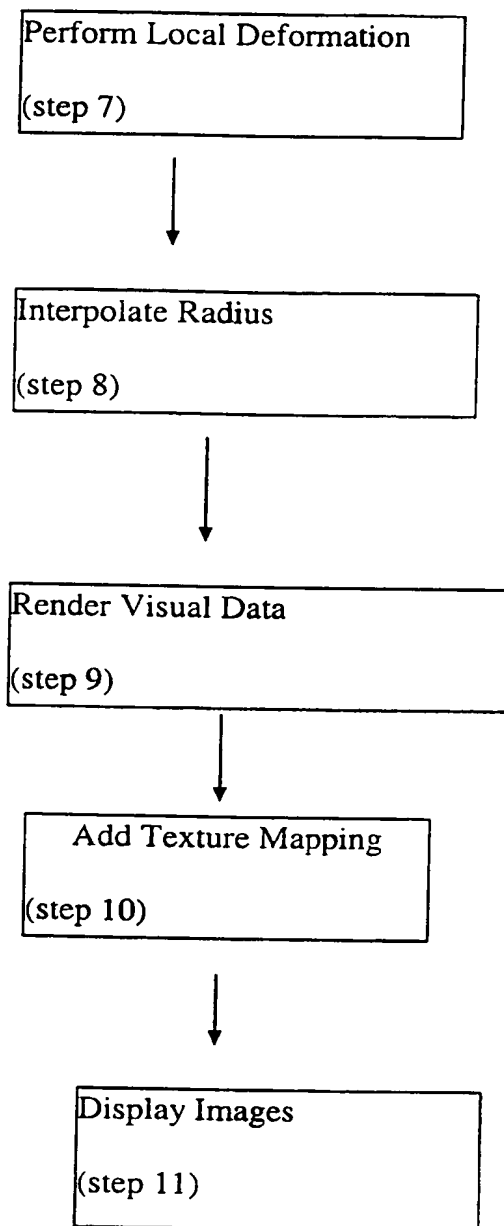 Perform Local Deformation
(step 7)
Interpolate Radius
(step 8)
Render Visual Data
(step 9)
Add Texture Mapping
(step 10)
Display Images
(step 11)